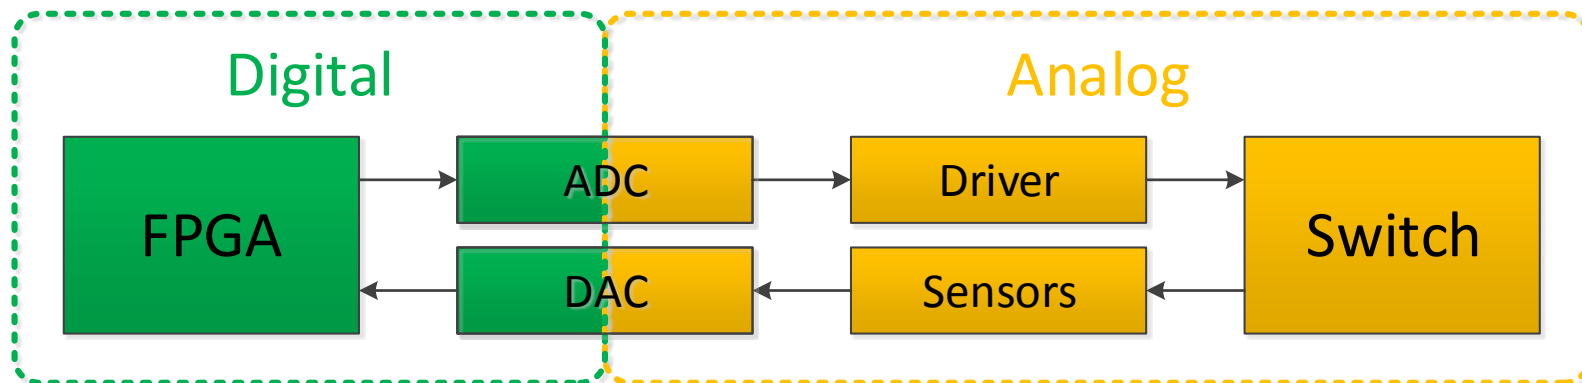 Digital
Analog
FPGA
ADC
Driver
Switch
DAC
Sensors